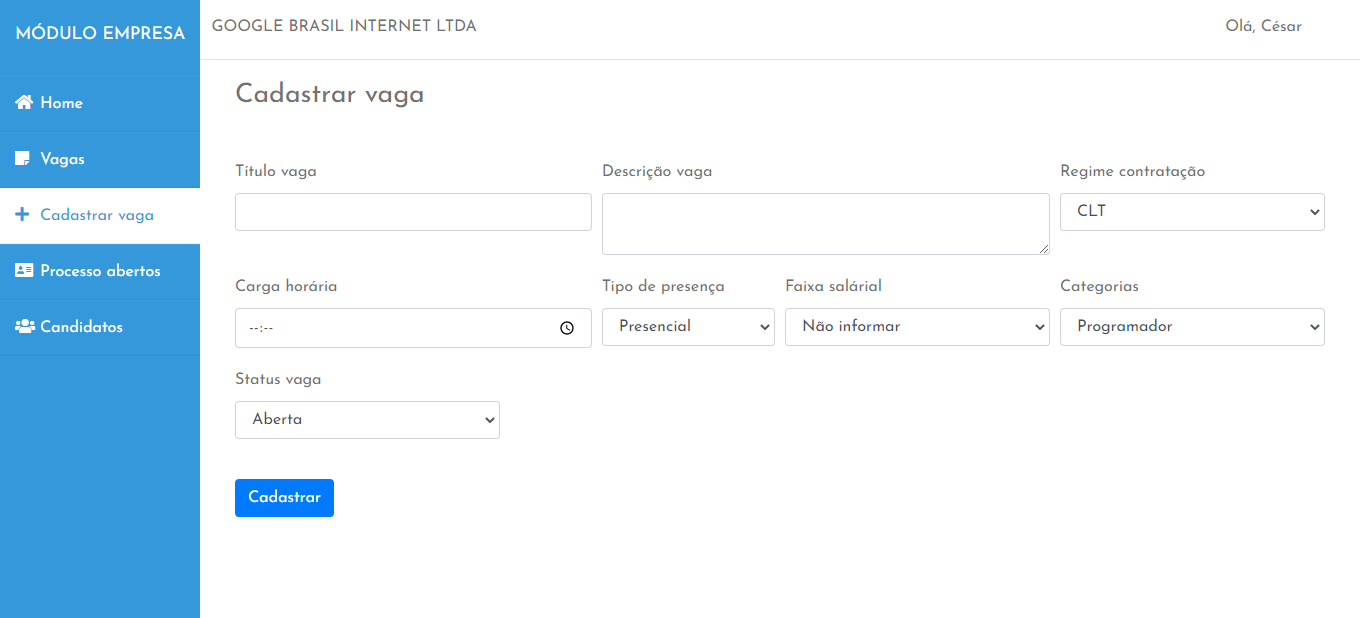 MÓDULO EMPRESA
GOOGLE BRASIL INTERNET LTDA
Olá, César
Home
Vagas
Cadastrar vaga
Processo abertos
Candidatos
Cadastrar vaga
Título vaga
Descrição vaga
Regime contratação
CLT
Carga horária
Tipo de presença
Faixa salárial
Categorias
--:--
Presencial
Não informar
Programador
Status vaga
Aberta
Cadastrar